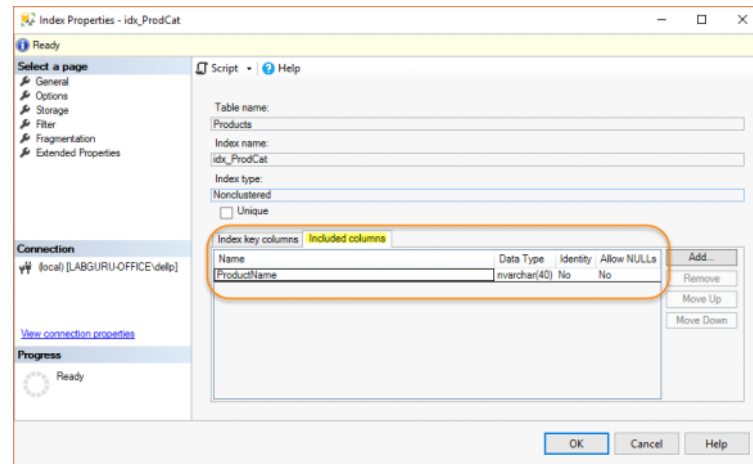 Index Properties - idx_ProdCat
Ready
Select a page
General
Options
Storage
Filter
Fragmentation
Extended Properties
Script Help
Table name:
Products
Index name:
idx_ProdCat
Index type:
Nonclustered
Unique
Index key columns Included columns
Name Data Type Identity Allow NULLs
ProductName nvarchar(40) No No
Add...
Remove
Move Up
Move Down
Connection
(local) [LABGURU-OFFICE\dellp]
View connection properties
Progress
Ready
OK Cancel Help